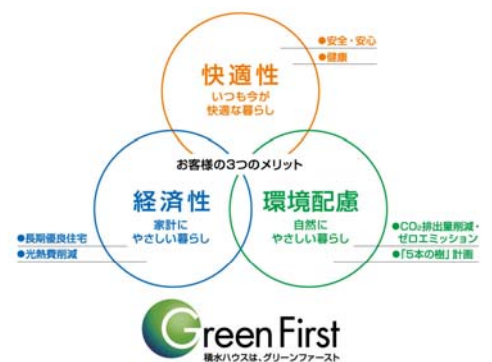 ●安全・安心
●健康
快適性
いつも今が
快適な暮らし
お客様の3つのメリット
経済性
家計に
やさしい暮らし
●長期優良住宅
●光熱費削減
環境配慮
自然に
やさしい暮らし
●CO₂排出量削減・
ゼロエミッション
●「5本の樹」計画
Green First
積水ハウスは、グリーンファースト